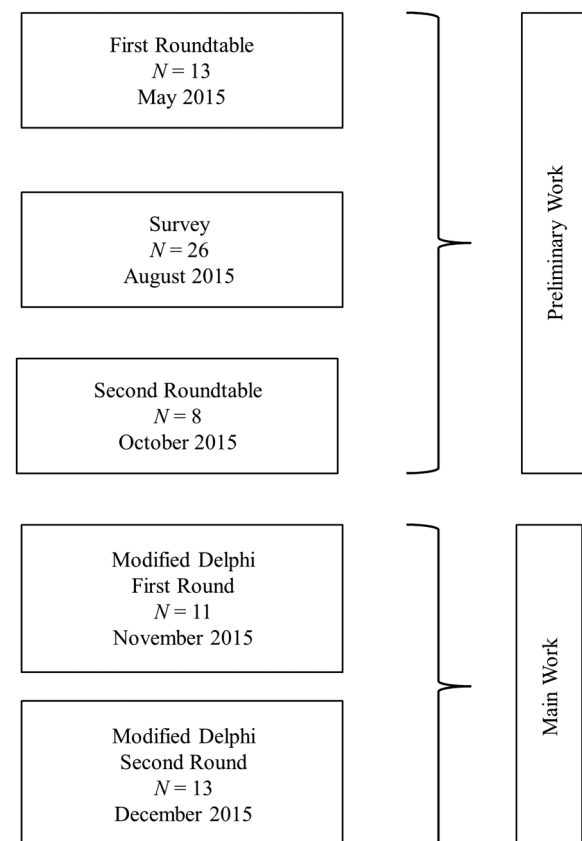 First Roundtable
N = 13
May 2015
Survey
N = 26
August 2015
Second Roundtable
N = 8
October 2015
Preliminary Work
Modified Delphi
First Round
N = 11
November 2015
Modified Delphi
Second Round
N = 13
December 2015
Main Work